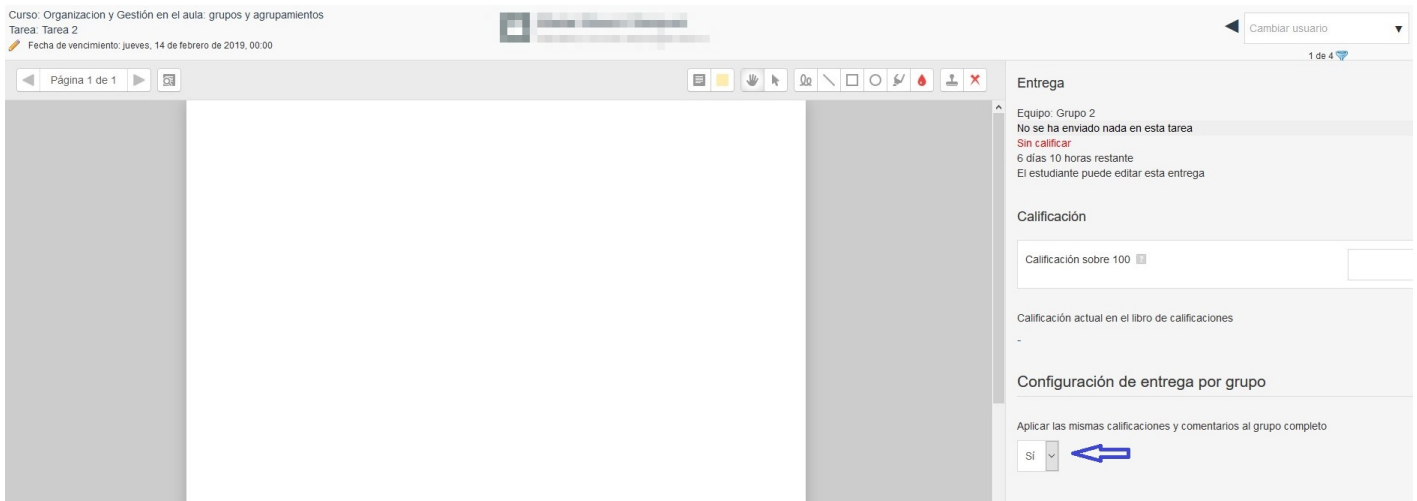 Curso: Organizacion y Gestión en el aula: grupos y agrupamientos
Tarea: Tarea 2
Fecha de vencimiento: jueves, 14 de febrero de 2019, 00:00
Cambiar usuario
1 de 4
Página 1 de 1
Entrega
Equipo: Grupo 2
No se ha enviado nada en esta tarea
Sin calificar
6 días 10 horas restante
El estudiante puede editar esta entrega
Calificación
Calificación sobre 100
Calificación actual en el libro de calificaciones
-
Configuración de entrega por grupo
Aplicar las mismas calificaciones y comentarios al grupo completo
Sí